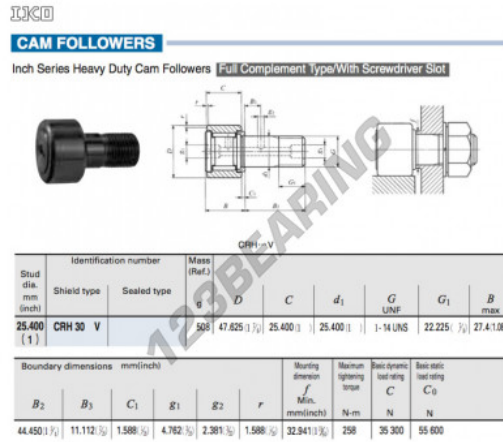 IKO
CAM FOLLOWERS
Inch Series Heavy Duty Cam Followers Full Complement Type/With Screwdriver Slot
CRH···V
123BEARING
Stud dia. mm (inch)
Identification number
Mass (Ref.) g
Shield type
Sealed type
D C d1 G UNF G1 B max
25.400 (1) CRH 30 V 508 47.625 25.400 (1) 25.400 (1) 1-14 UNS 22.225 27.4
Boundary dimensions mm(inch)
Mounting dimension f Min. mm(inch)
Maximum tightening torque N-m
Basic dynamic load rating C N
Basic static load rating C0 N
B2 B3 C1 g1 g2 r
44.450 11.112 1.588 4.762 2.381 1.588 32.941 258 35 300 55 600